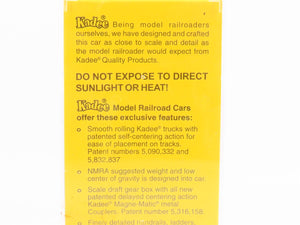 Kadee® Being model railroaders
ourselves, we have designed and crafted
this car as close to scale and detail as
the model railroader would expect from
Kadee® Quality Products.
DO NOT EXPOSE TO DIRECT
SUNLIGHT OR HEAT!
Kadee® Model Railroad Cars
offer these exclusive features:
○ Smooth rolling Kadee® trucks with
patented self-centering action for
ease of placement on tracks.
Patent numbers 5,090,332 and
5,832,837
○ NMRA suggested weight and low
center of gravity is designed into car.
○ Scale draft gear box with all new
patented delayed centering action
Kadee® Magne-Matic® metal
Couplers. Patent number 5,316,158.
○ Finely detailed handrails, ladders,